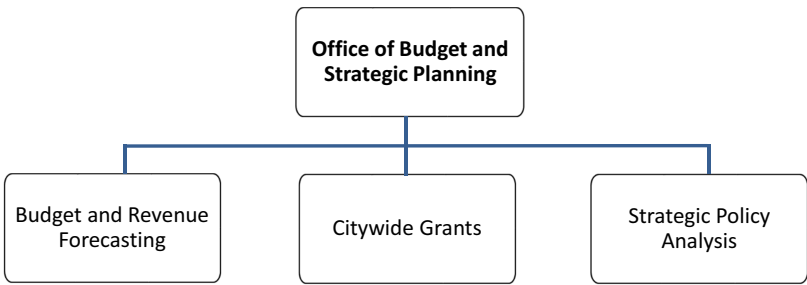 Office of Budget and
Strategic Planning
Budget and Revenue
Forecasting
Citywide Grants
Strategic Policy
Analysis